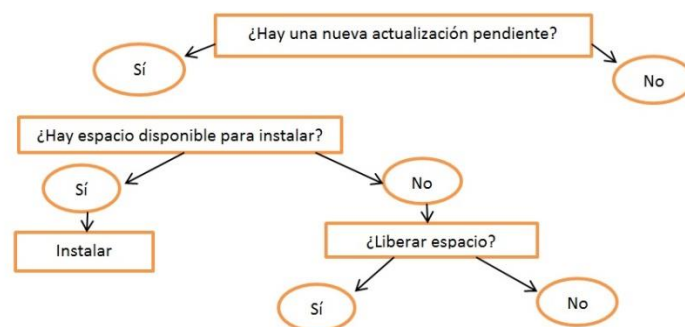 ¿Hay una nueva actualización pendiente?
Sí
No
¿Hay espacio disponible para instalar?
Sí
No
Instalar
¿Liberar espacio?
Sí
No